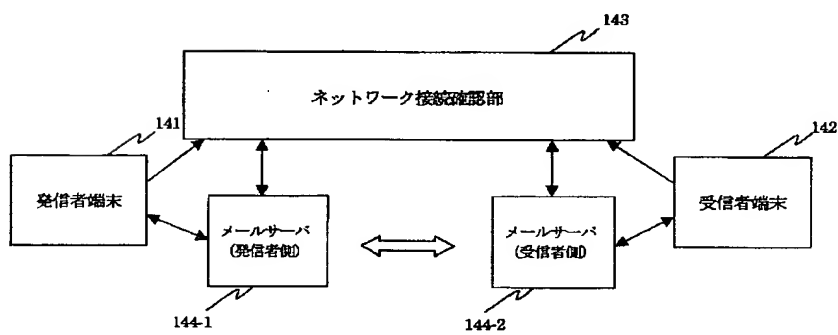 143
ネットワーク接続確認部
141
142
発信者端末
メールサーバ
(発信者側)
メールサーバ
(受信者側)
受信者端末
144-1
144-2